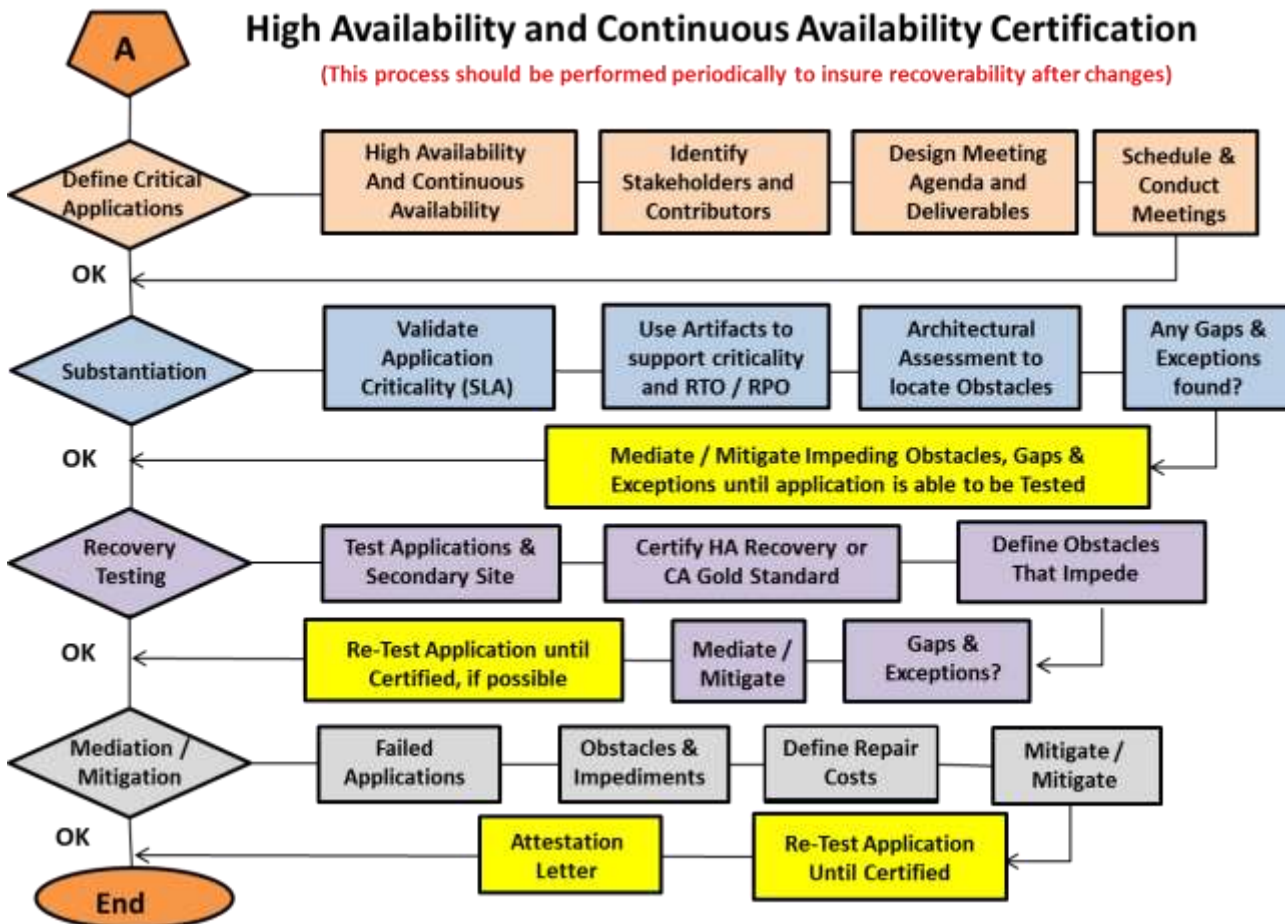 A
High Availability and Continuous Availability Certification
(This process should be performed periodically to insure recoverability after changes)
Define Critical
Applications
High Availability
And Continuous
Availability
Identify
Stakeholders and
Contributors
Design Meeting
Agenda and
Deliverables
Schedule &
Conduct
Meetings
OK
Substantiation
Validate
Application
Criticality (SLA)
Use Artifacts to
support criticality
and RTO / RPO
Architectural
Assessment to
locate Obstacles
Any Gaps &
Exceptions
found?
OK
Mediate / Mitigate Impeding Obstacles, Gaps &
Exceptions until application is able to be Tested
Recovery
Testing
Test Applications &
Secondary Site
Certify HA Recovery or
CA Gold Standard
Define Obstacles
That Impede
OK
Re-Test Application until
Certified, if possible
Mediate /
Mitigate
Gaps &
Exceptions?
Mediation /
Mitigation
Failed
Applications
Obstacles &
Impediments
Define Repair
Costs
Mitigate /
Mitigate
OK
Attestation
Letter
Re-Test Application
Until Certified
End